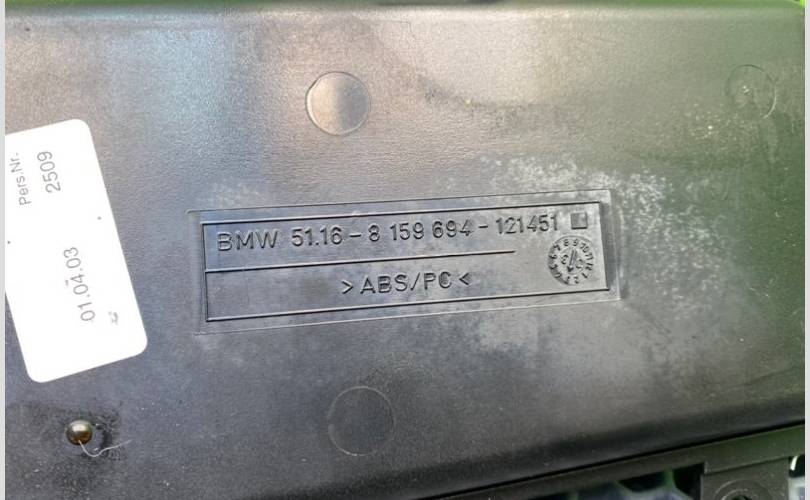 Pers.Nr.
2509
01.04.03
BMW 51.16-8 159 694-121451
>ABS/PC<